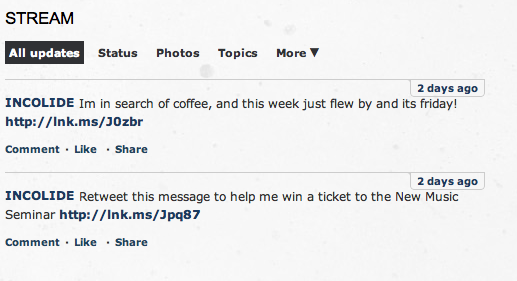 STREAM
All updates Status Photos Topics More ▼
2 days ago
INCOLIDE Im in search of coffee, and this week just flew by and its friday!
http://lnk.ms/J0zbr
Comment · Like · Share
2 days ago
INCOLIDE Retweet this message to help me win a ticket to the New Music
Seminar http://lnk.ms/Jpq87
Comment · Like · Share